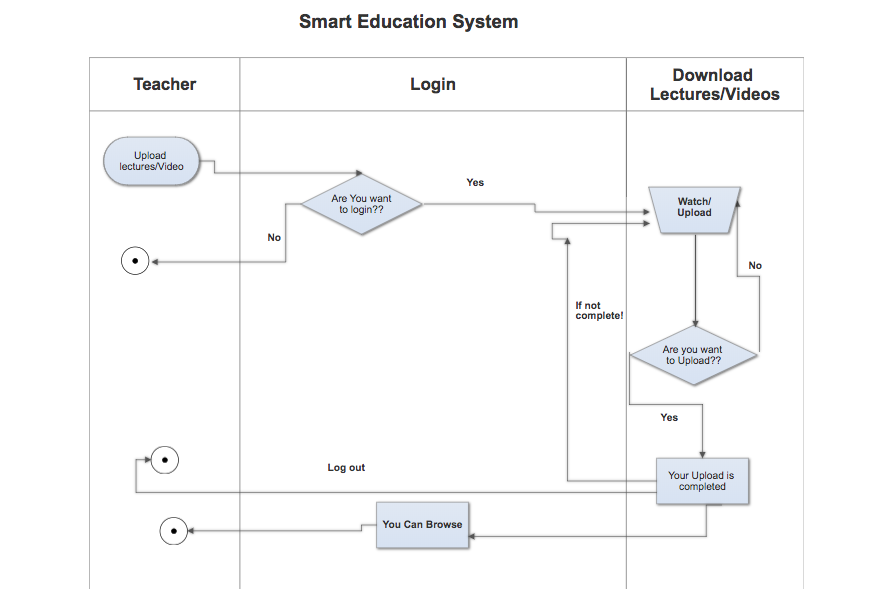 Smart Education System
Teacher
Login
Download
Lectures/Videos
Upload
lectures/Video
Are You want
to login??
Yes
Watch/
Upload
No
No
If not
complete!
Are you want
to Upload??
Yes
Log out
Your Upload is
completed
You Can Browse